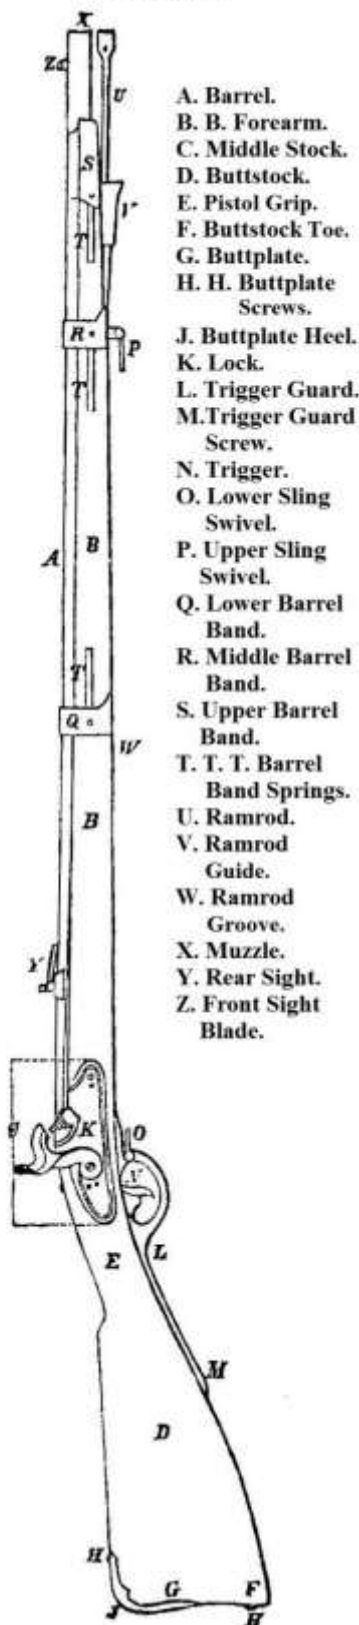 X
Z
U
A. Barrel.
B. B. Forearm.
S
C. Middle Stock.
D. Buttstock.
V
E. Pistol Grip.
T
F. Buttstock Toe.
G. Buttplate.
H. H. Buttplate
Screws.
R
P
J. Buttplate Heel.
K. Lock.
T
L. Trigger Guard.
M.Trigger Guard
Screw.
N. Trigger.
O. Lower Sling
Swivel.
A
B
P. Upper Sling
Swivel.
Q. Lower Barrel
Band.
T
R. Middle Barrel
Band.
Q
S. Upper Barrel
Band.
W
T. T. T. Barrel
Band Springs.
B
U. Ramrod.
V. Ramrod
Guide.
W. Ramrod
Groove.
X. Muzzle.
Y
Y. Rear Sight.
Z. Front Sight
Blade.
K
O
E
L
M
D
H
G
F
J
H